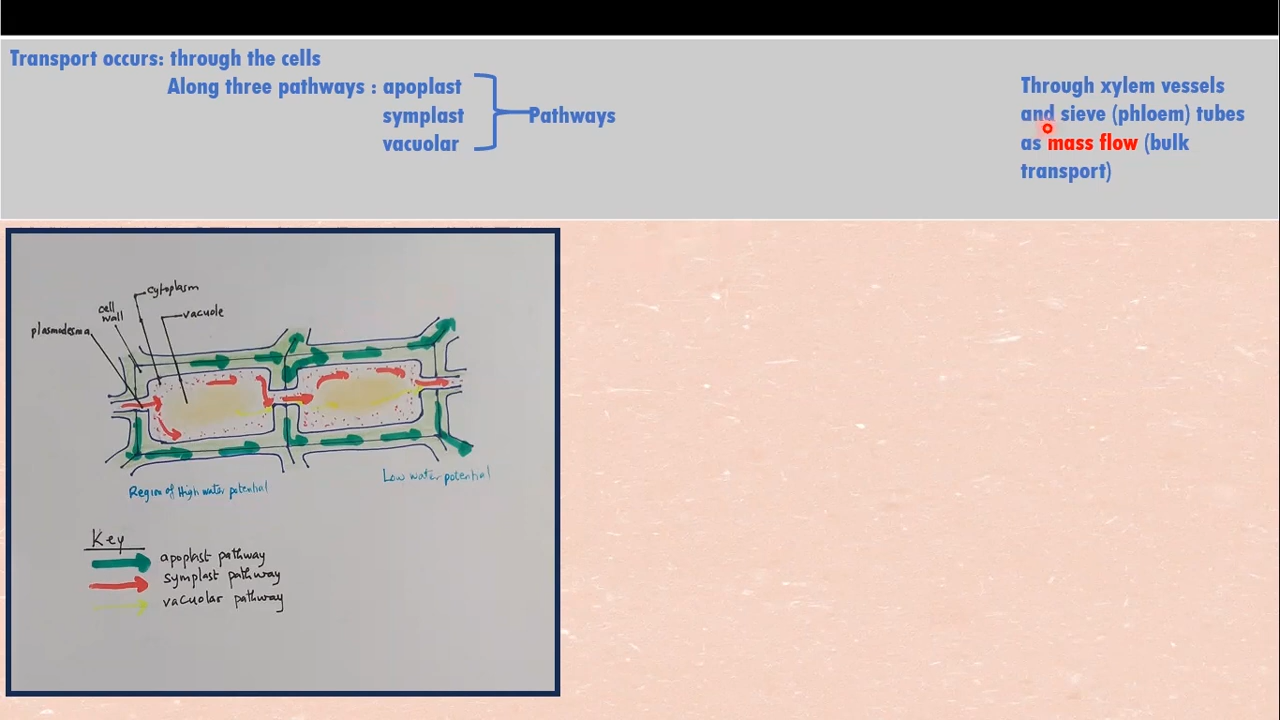 Transport occurs: through the cells
Along three pathways : apoplast
symplast
vacuolar
Pathways
Through xylem vessels
and sieve (phloem) tubes
as mass flow (bulk
transport)
cytoplasm
cell
wall
vacuole
plasmodesma
Region of High water potential
Low water potential
Key
apoplast pathway
symplast pathway
vacuolar pathway